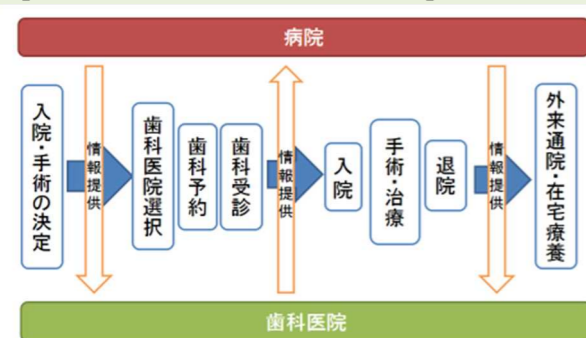 病院
入院・手術の決定
情報提供
歯科医院選択
歯科予約
歯科受診
情報提供
入院
手術・治療
退院
情報提供
外来通院・在宅療養
歯科医院